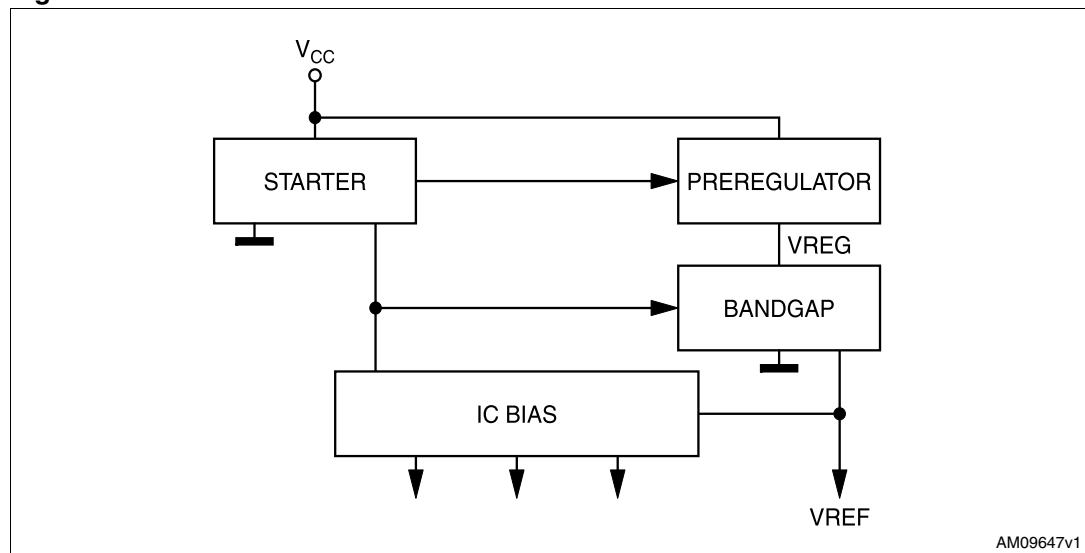 V_CC
STARTER
PREREGULATOR
VREG
BANDGAP
IC BIAS
VREF
AM09647v1